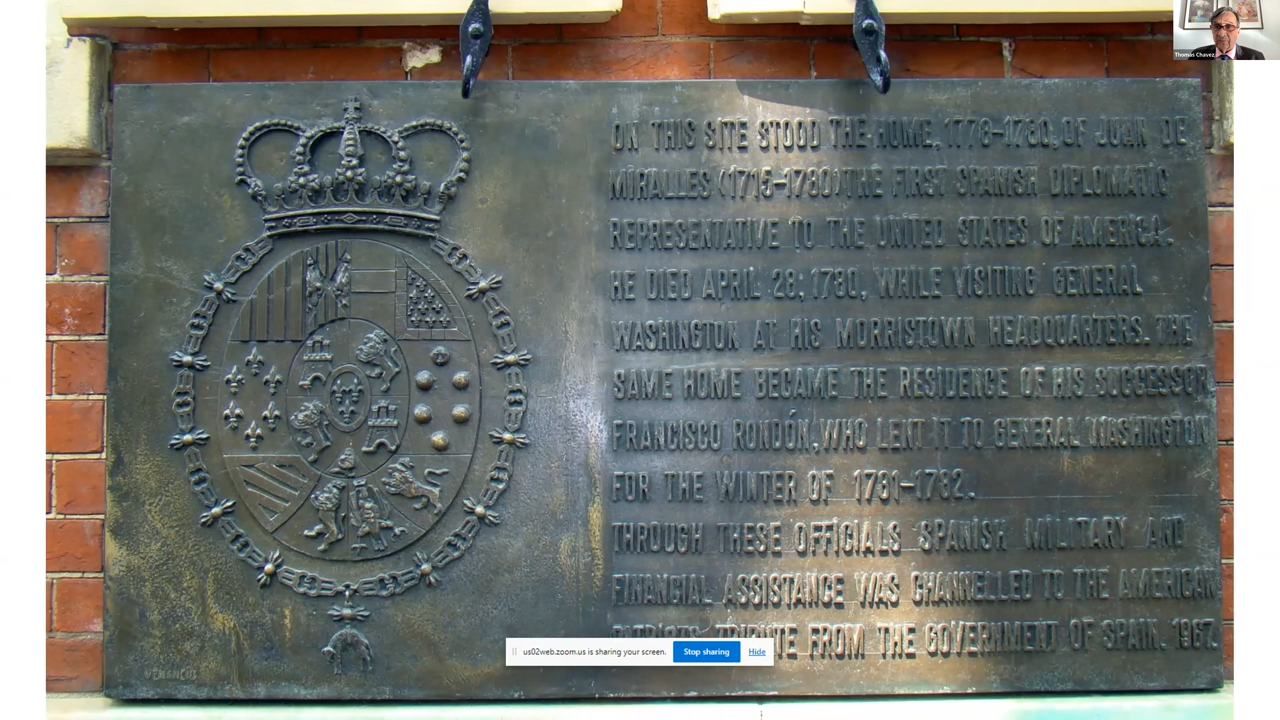 Thomas Chavez
ON THIS SITE STOOD THE HOME, 1778-1780, OF JUAN DE
MIRALLES (1715-1780) THE FIRST SPANISH DIPLOMATIC
REPRESENTATIVE TO THE UNITED STATES OF AMERICA.
HE DIED APRIL 28; 1780, WHILE VISITING GENERAL
WASHINGTON AT HIS MORRISTOWN HEADQUARTERS. THE
SAME HOME BECAME THE RESIDENCE OF HIS SUCCESSOR
FRANCISCO RONDÓN, WHO LENT IT TO GENERAL WASHINGTON
FOR THE WINTER OF 1781-1782.
THROUGH THESE OFFICIALS SPANISH MILITARY AND
FINANCIAL ASSISTANCE WAS CHANNELLED TO THE AMERICAN
PATRIOTS. TRIBUTE FROM THE GOVERNMENT OF SPAIN. 1967.
us02web.zoom.us is sharing your screen.
Stop sharing
Hide